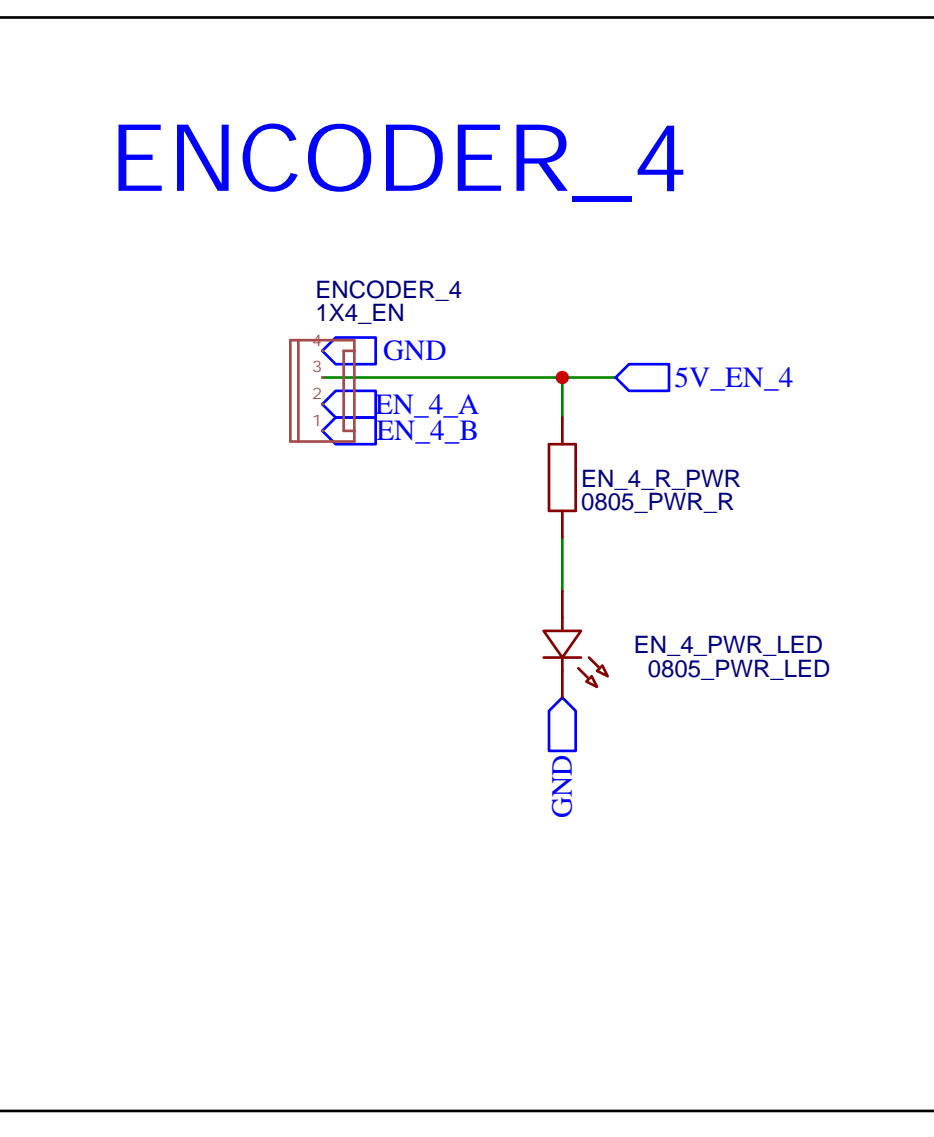 ENCODER_4
ENCODER_4
1X4_EN
4
GND
3
5V_EN_4
2
EN_4_A
1
EN_4_B
EN_4_R_PWR
0805_PWR_R
EN_4_PWR_LED
0805_PWR_LED
GND